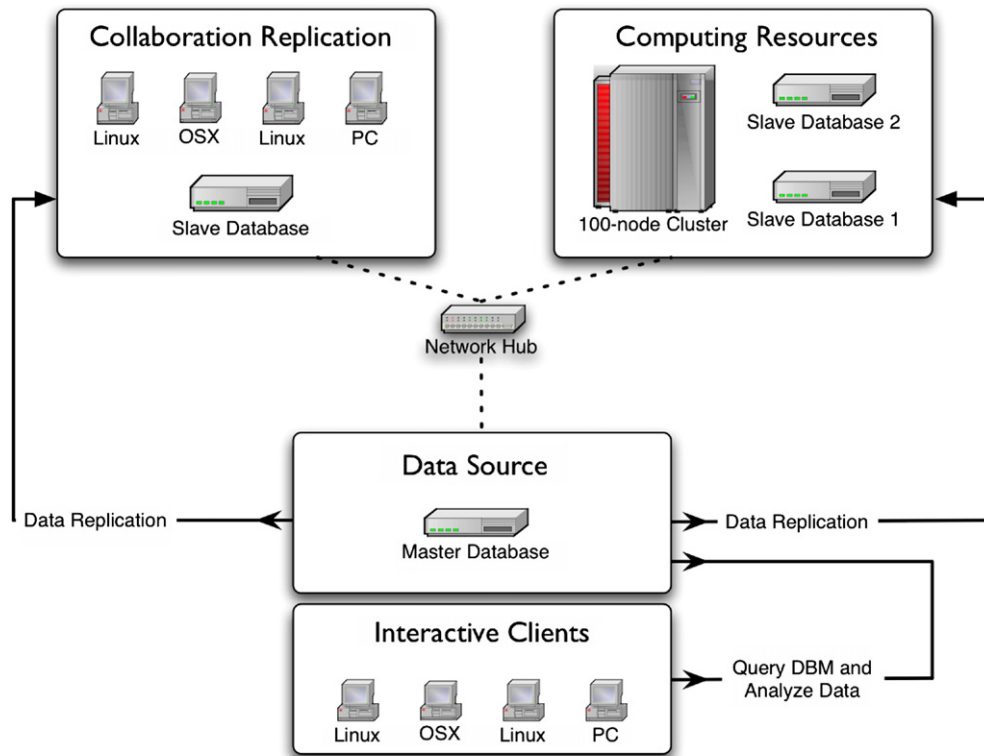 Collaboration Replication
Linux
OSX
Linux
PC
Slave Database
Computing Resources
Slave Database 2
Slave Database 1
100-node Cluster
Network Hub
Data Source
Master Database
Data Replication
Data Replication
Interactive Clients
Linux
OSX
Linux
PC
Query DBM and
Analyze Data